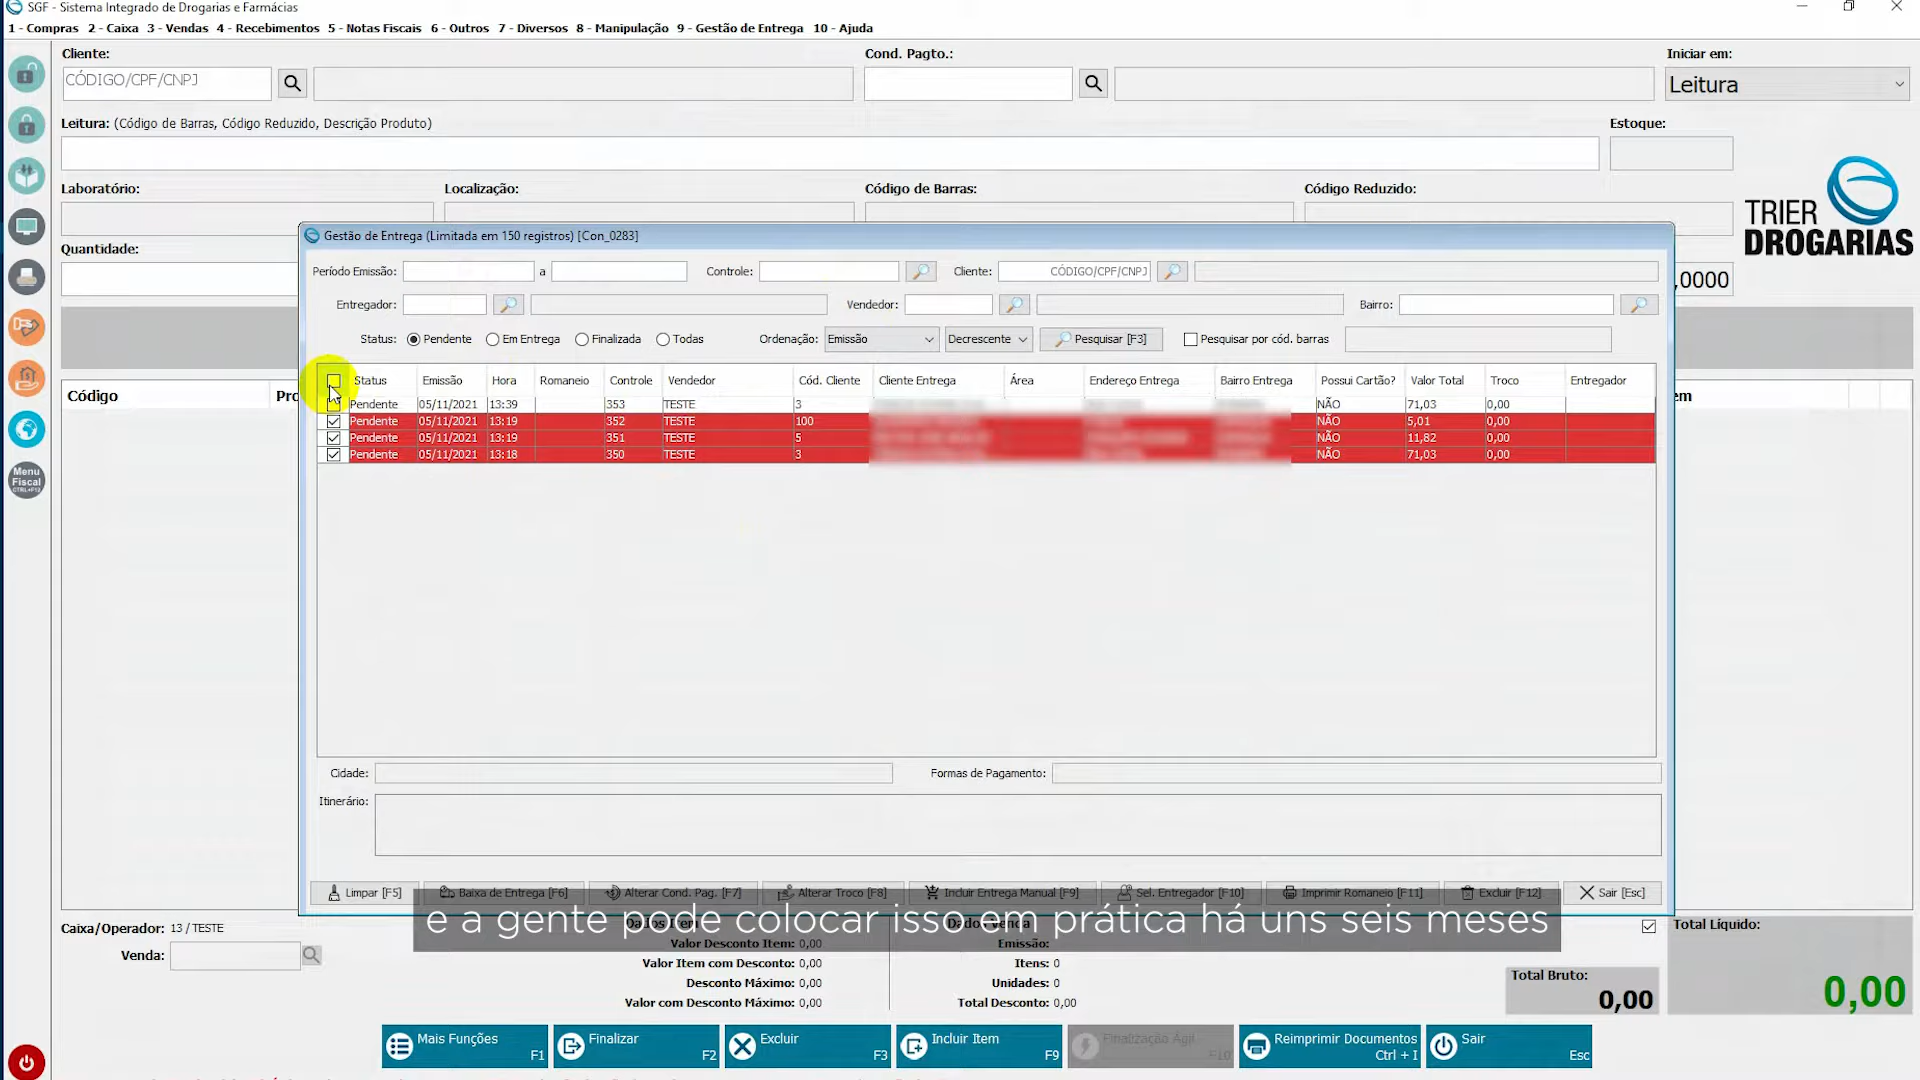 SGF - Sistema Integrado de Drogarias e Farmácias
1 - Compras 2 - Caixa 3 - Vendas 4 - Recebimentos 5 - Notas Fiscais 6 - Outros 7 - Diversos 8 - Manipulação 9 - Gestão de Entrega 10 - Ajuda
Cliente: Cond. Pagto.: Iniciar em:
CÓDIGO/CPF/CNPJ Leitura
Leitura: (Código de Barras, Código Reduzido, Descrição Produto) Estoque:
Laboratório: Localização: Código de Barras: Código Reduzido:
TRIER
DROGARIAS
Quantidade:
,0000
Gestão de Entrega (Limitada em 150 registros) [Con_0283]
Período Emissão: a Controle: Cliente: CÓDIGO/CPF/CNPJ
Entregador: Vendedor: Bairro:
Status: Pendente Em Entrega Finalizada Todas Ordenação: Emissão Decrescente Pesquisar [F3] Pesquisar por cód. barras
Código Pro em
Status Emissão Hora Romaneio Controle Vendedor Cód. Cliente Cliente Entrega Área Endereço Entrega Bairro Entrega Possui Cartão? Valor Total Troco Entregador
Pendente 05/11/2021 13:39 353 TESTE 3 NÃO 71,03 0,00
Pendente 05/11/2021 13:19 352 TESTE 100 NÃO 5,01 0,00
Pendente 05/11/2021 13:19 351 TESTE 5 NÃO 11,82 0,00
Pendente 05/11/2021 13:18 350 TESTE 3 NÃO 71,03 0,00
Menu
Fiscal
CTRL+F12
Cidade: Formas de Pagamento:
Itinerário:
Limpar [F5] Baixa de Entrega [F6] Alterar Cond. Pag. [F7] Alterar Troco [F8] Incluir Entrega Manual [F9] Sel. Entregador [F10] Imprimir Romaneio [F11] Excluir [F12] Sair [Esc]
e a gente pode colocar isso em prática há uns seis meses
Caixa/Operador: 13 / TESTE Dados Item Dados Venda Total Líquido:
Venda: Valor Desconto Item: 0,00 Emissão:
Valor Item com Desconto: 0,00 Itens: 0
Desconto Máximo: 0,00 Unidades: 0
Valor com Desconto Máximo: 0,00 Total Desconto: 0,00
Total Bruto:
0,00
0,00
Mais Funções F1
Finalizar F2
Excluir F3
Incluir Item F9
Finalização Ágil F10
Reimprimir Documentos Ctrl + I
Sair Esc